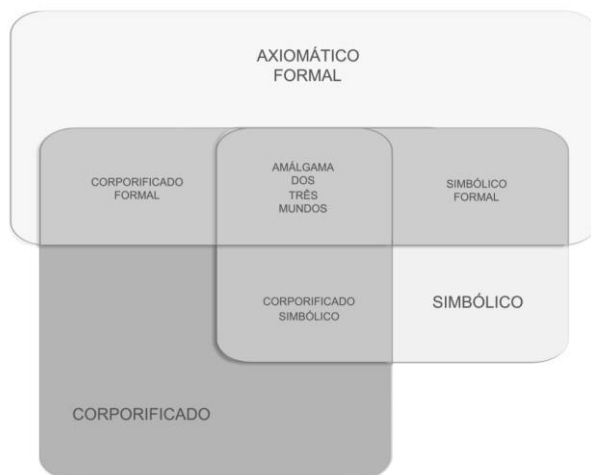 AXIOMÁTICO
FORMAL
CORPORIFICADO
FORMAL
AMÁLGAMA
DOS
TRÊS
MUNDOS
SIMBÓLICO
FORMAL
CORPORIFICADO
SIMBÓLICO
SIMBÓLICO
CORPORIFICADO